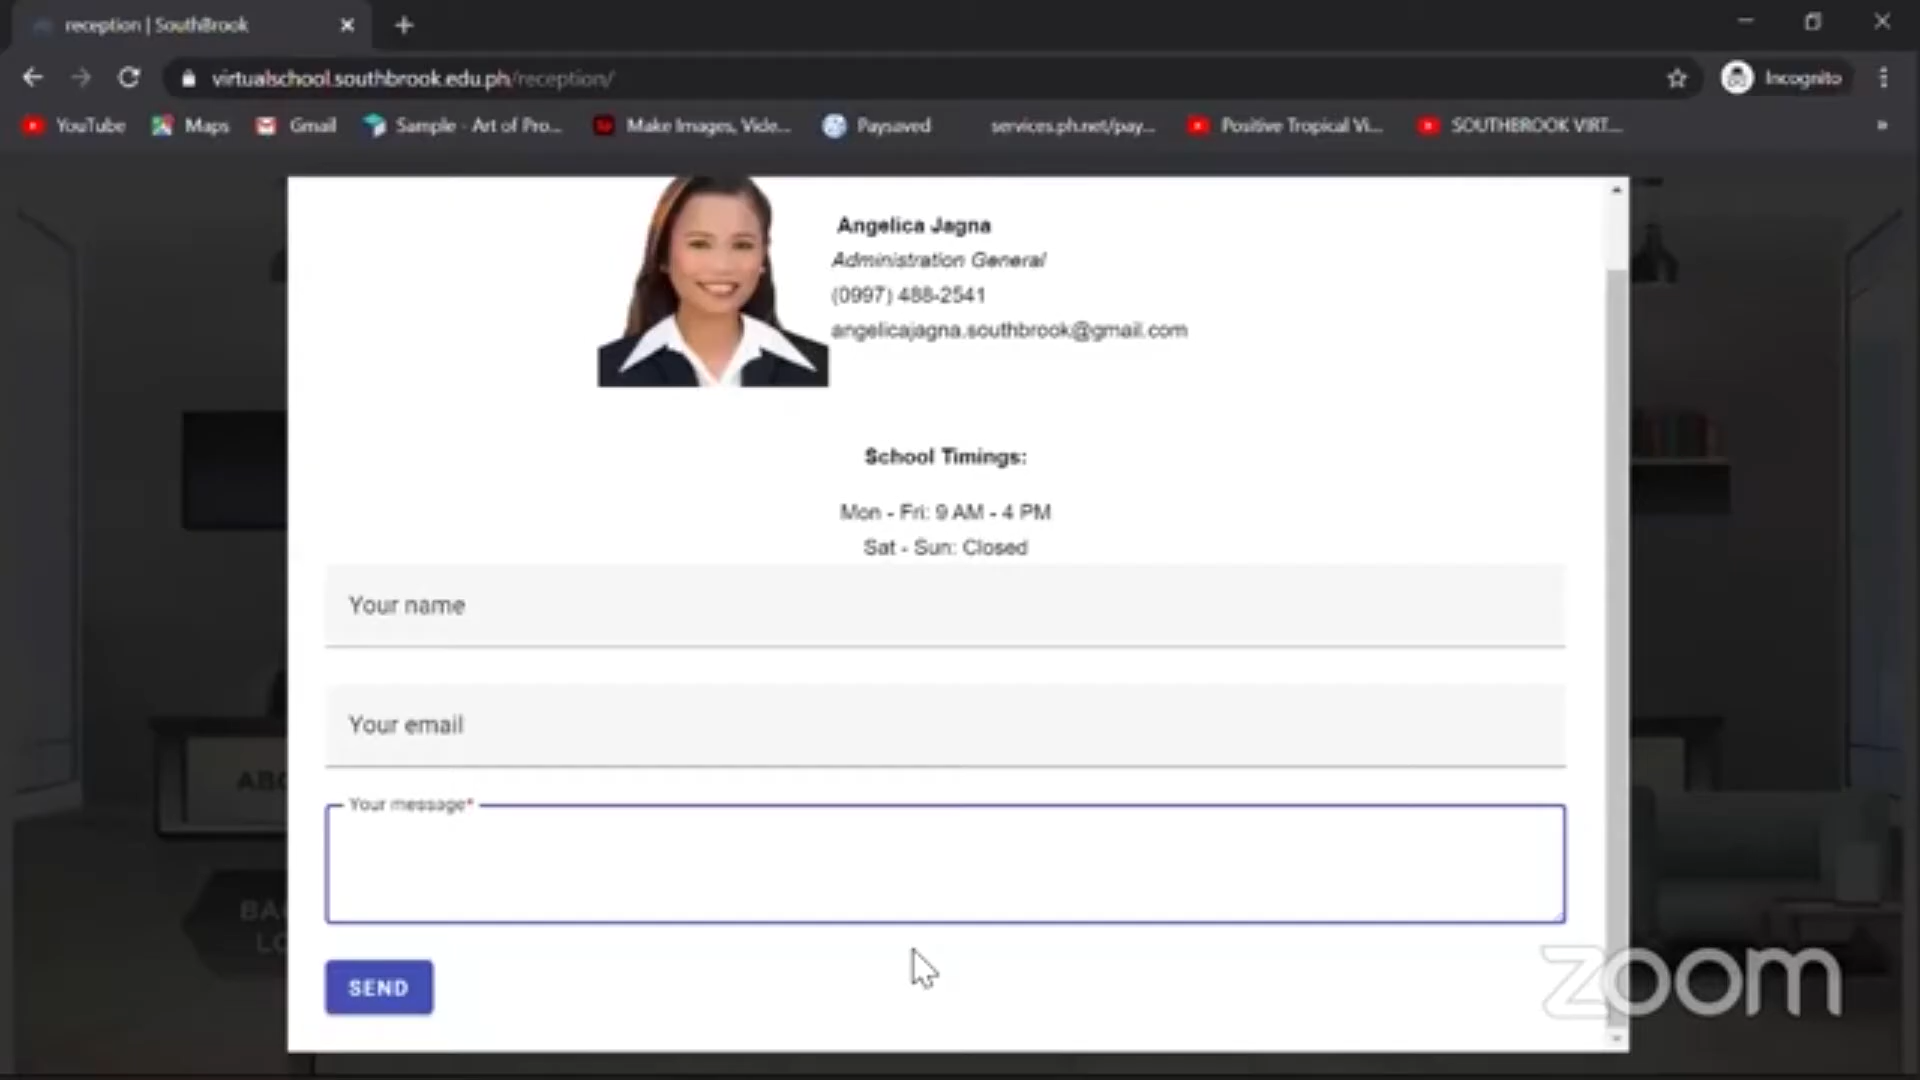 reception | SouthBrook
virtualschool.southbrook.edu.ph/reception/
Incognito
YouTube
Maps
Gmail
Sample - Art of Pro...
Make Images, Vide...
Paysaved
services.ph.net/pay...
Positive Tropical Vi...
SOUTHBROOK VIRT...
Angelica Jagna
Administration General
(0997) 488-2541
angelicajagna.southbrook@gmail.com
School Timings:
Mon - Fri: 9 AM - 4 PM
Sat - Sun: Closed
Your name
Your email
ABO
Your message*
BAC
LO
SEND
zoom